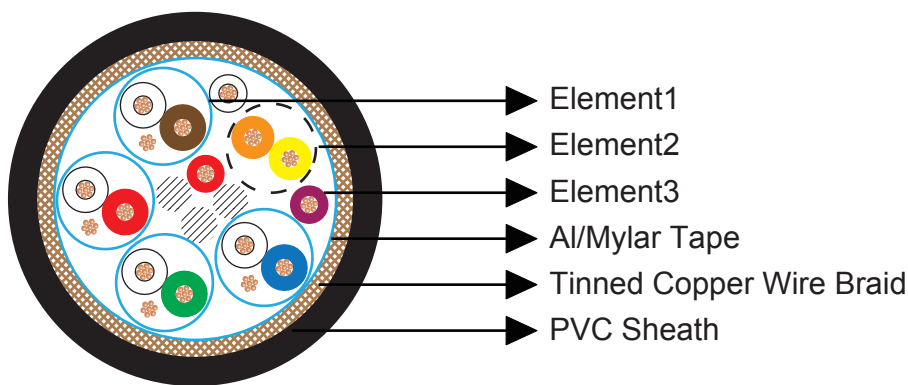 Element1
Element2
Element3
Al/Mylar Tape
Tinned Copper Wire Braid
PVC Sheath